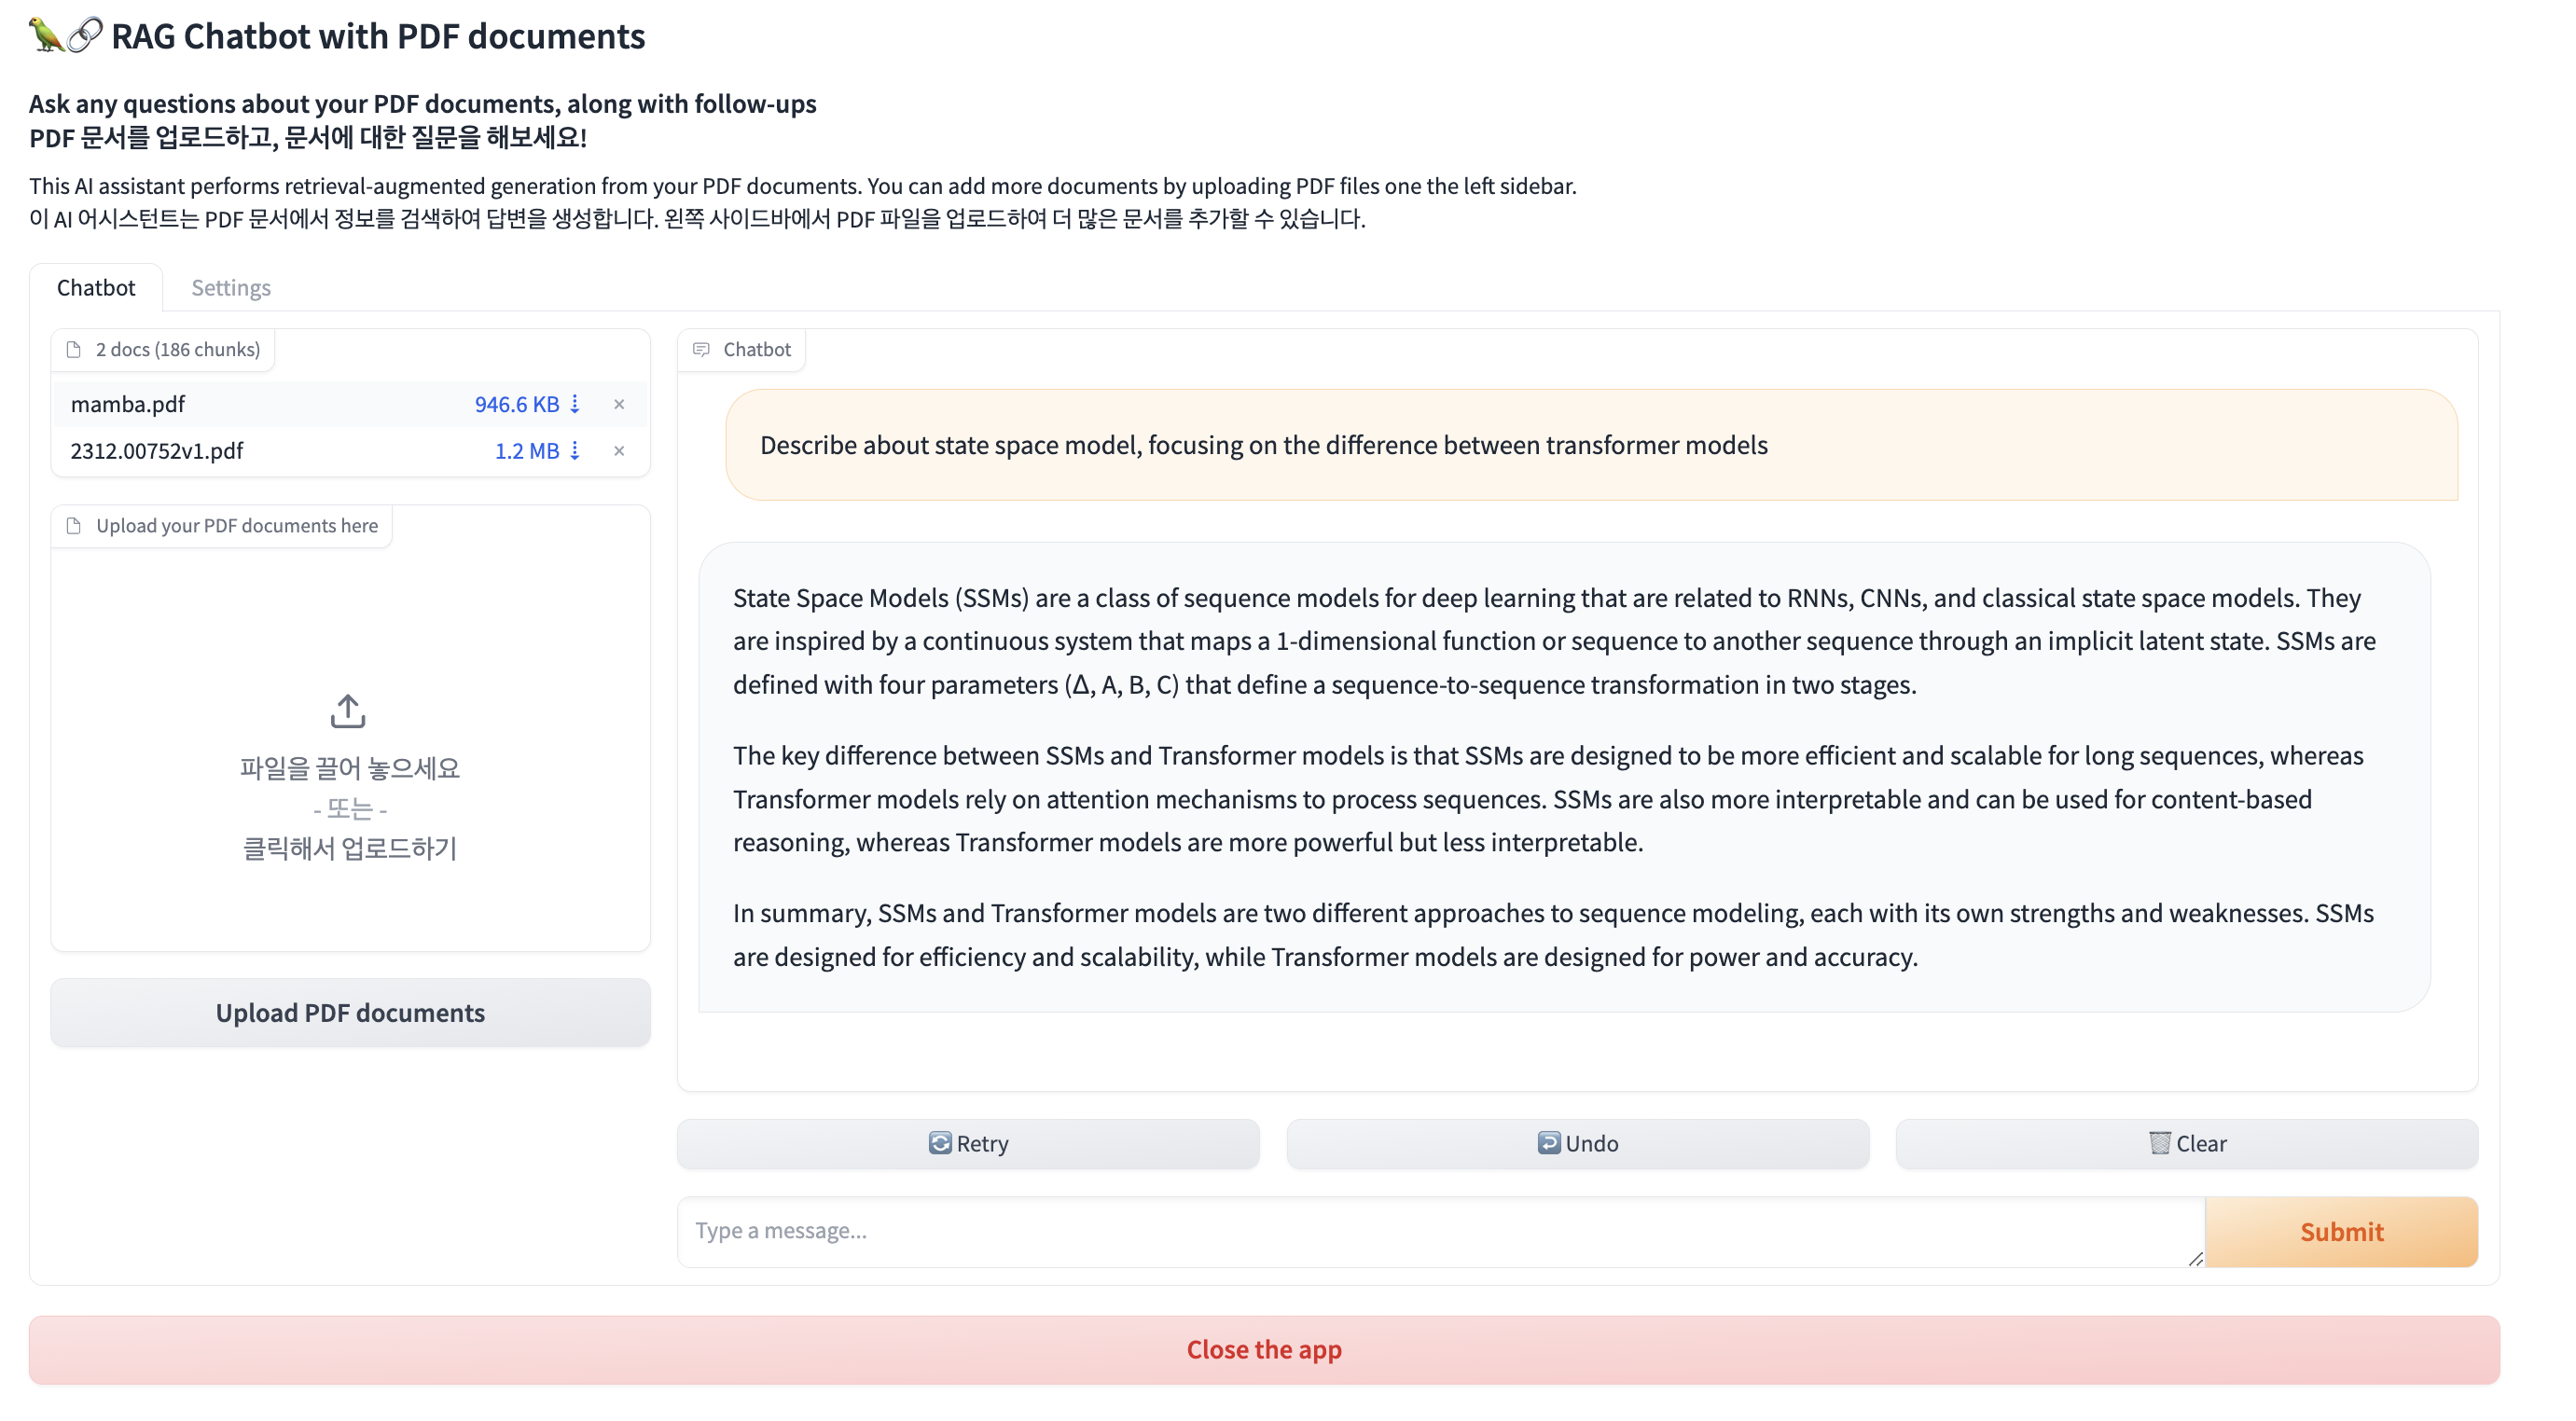 🦜🔗 RAG Chatbot with PDF documents
Ask any questions about your PDF documents, along with follow-ups
PDF 문서를 업로드하고, 문서에 대한 질문을 해보세요!
This AI assistant performs retrieval-augmented generation from your PDF documents. You can add more documents by uploading PDF files one the left sidebar.
이 AI 어시스턴트는 PDF 문서에서 정보를 검색하여 답변을 생성합니다. 왼쪽 사이드바에서 PDF 파일을 업로드하여 더 많은 문서를 추가할 수 있습니다.
Chatbot Settings
2 docs (186 chunks)
mamba.pdf 946.6 KB ⇣ ×
2312.00752v1.pdf 1.2 MB ⇣ ×
Upload your PDF documents here
파일을 끌어 놓으세요
- 또는 -
클릭해서 업로드하기
Upload PDF documents
Chatbot
Describe about state space model, focusing on the difference between transformer models
State Space Models (SSMs) are a class of sequence models for deep learning that are related to RNNs, CNNs, and classical state space models. They
are inspired by a continuous system that maps a 1-dimensional function or sequence to another sequence through an implicit latent state. SSMs are
defined with four parameters (Δ, A, B, C) that define a sequence-to-sequence transformation in two stages.
The key difference between SSMs and Transformer models is that SSMs are designed to be more efficient and scalable for long sequences, whereas
Transformer models rely on attention mechanisms to process sequences. SSMs are also more interpretable and can be used for content-based
reasoning, whereas Transformer models are more powerful but less interpretable.
In summary, SSMs and Transformer models are two different approaches to sequence modeling, each with its own strengths and weaknesses. SSMs
are designed for efficiency and scalability, while Transformer models are designed for power and accuracy.
🔄 Retry
↩️ Undo
🗑️ Clear
Type a message...
Submit
Close the app